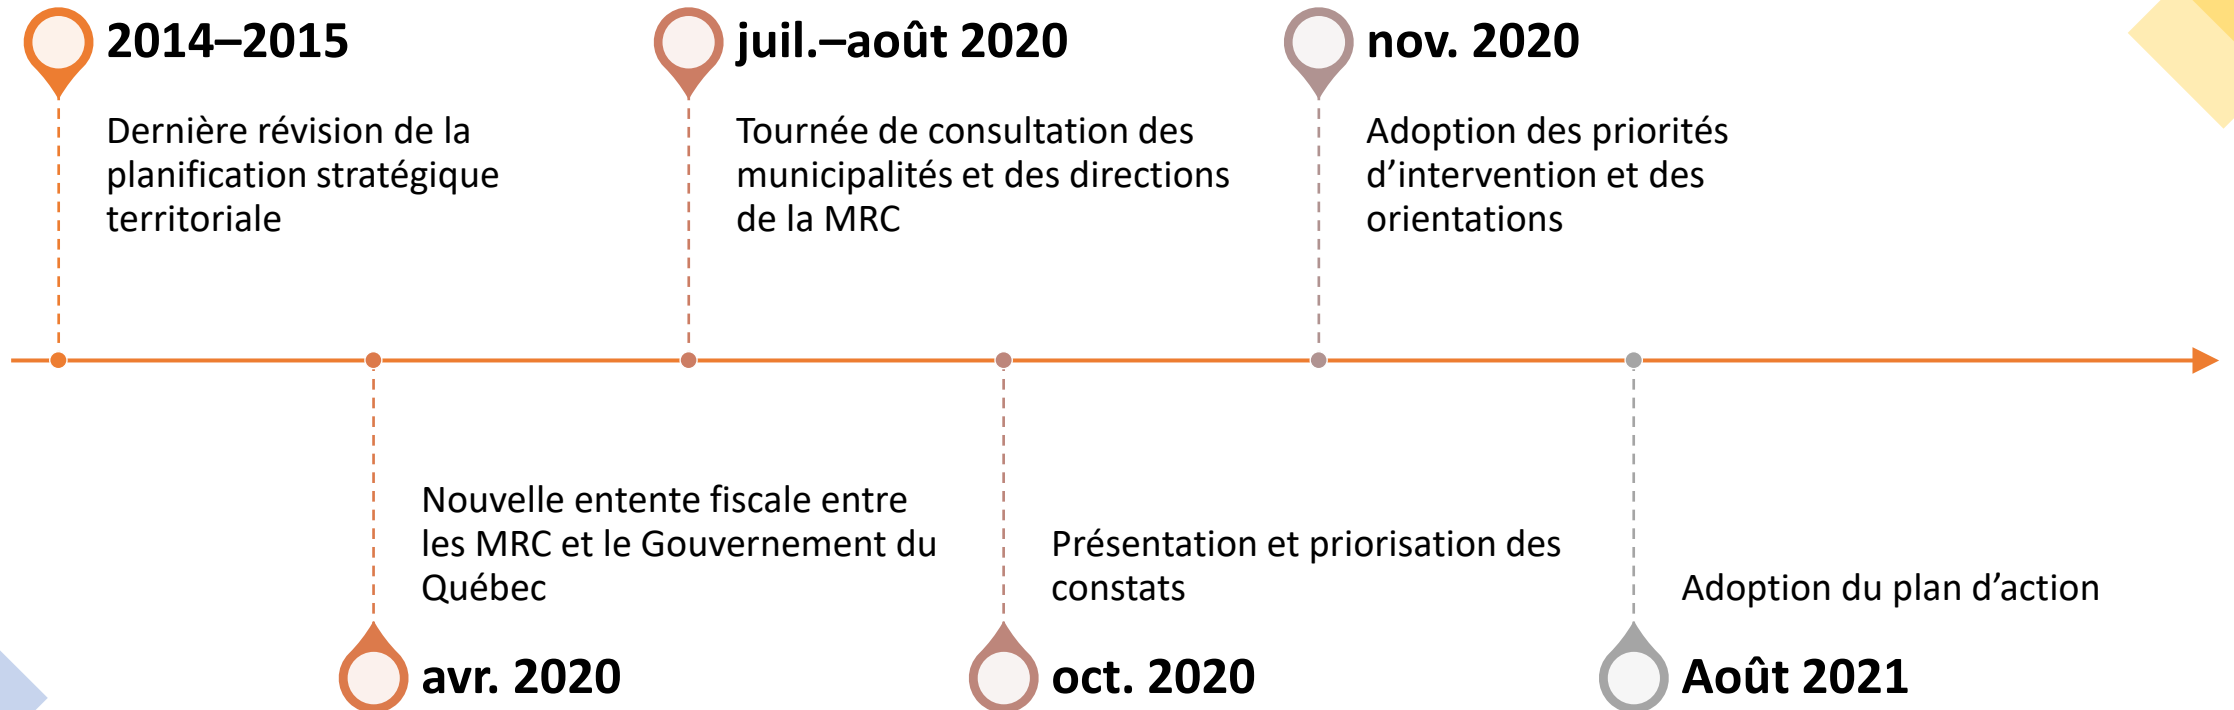 2014–2015
Dernière révision de la
planification stratégique
territoriale
avr. 2020
Nouvelle entente fiscale entre
les MRC et le Gouvernement du
Québec
juil.–août 2020
Tournée de consultation des
municipalités et des directions
de la MRC
oct. 2020
Présentation et priorisation des
constats
nov. 2020
Adoption des priorités
d’intervention et des
orientations
Août 2021
Adoption du plan d’action